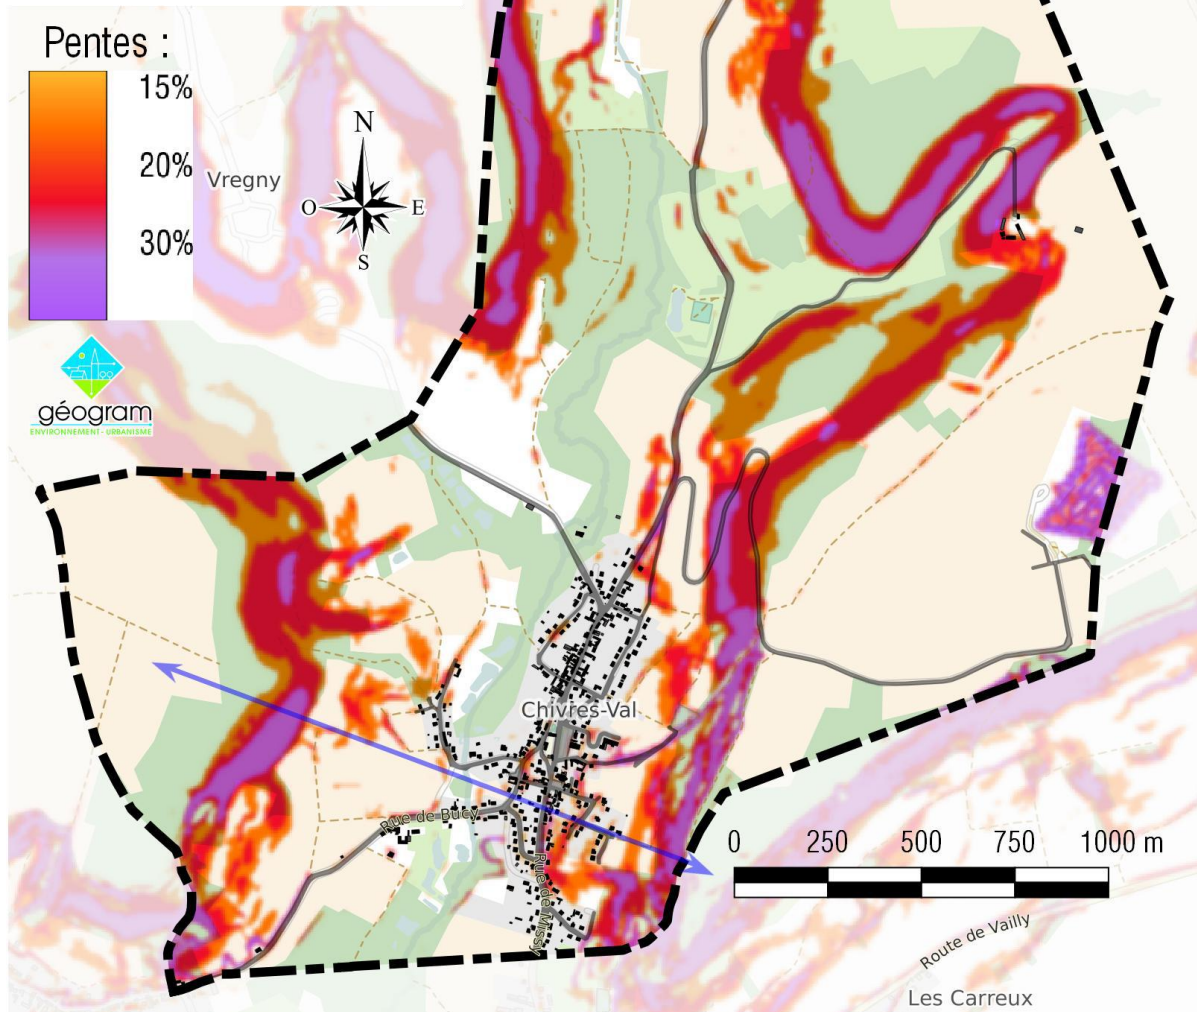 Pentes :
15%
20%
30%
N
O
E
S
Vregny
géogram
ENVIRONNEMENT - URBANISME
Chivres-Val
Rue de Bucy
Rue de Missy
0 250 500 750 1000 m
Route de Vailly
Les Carreux